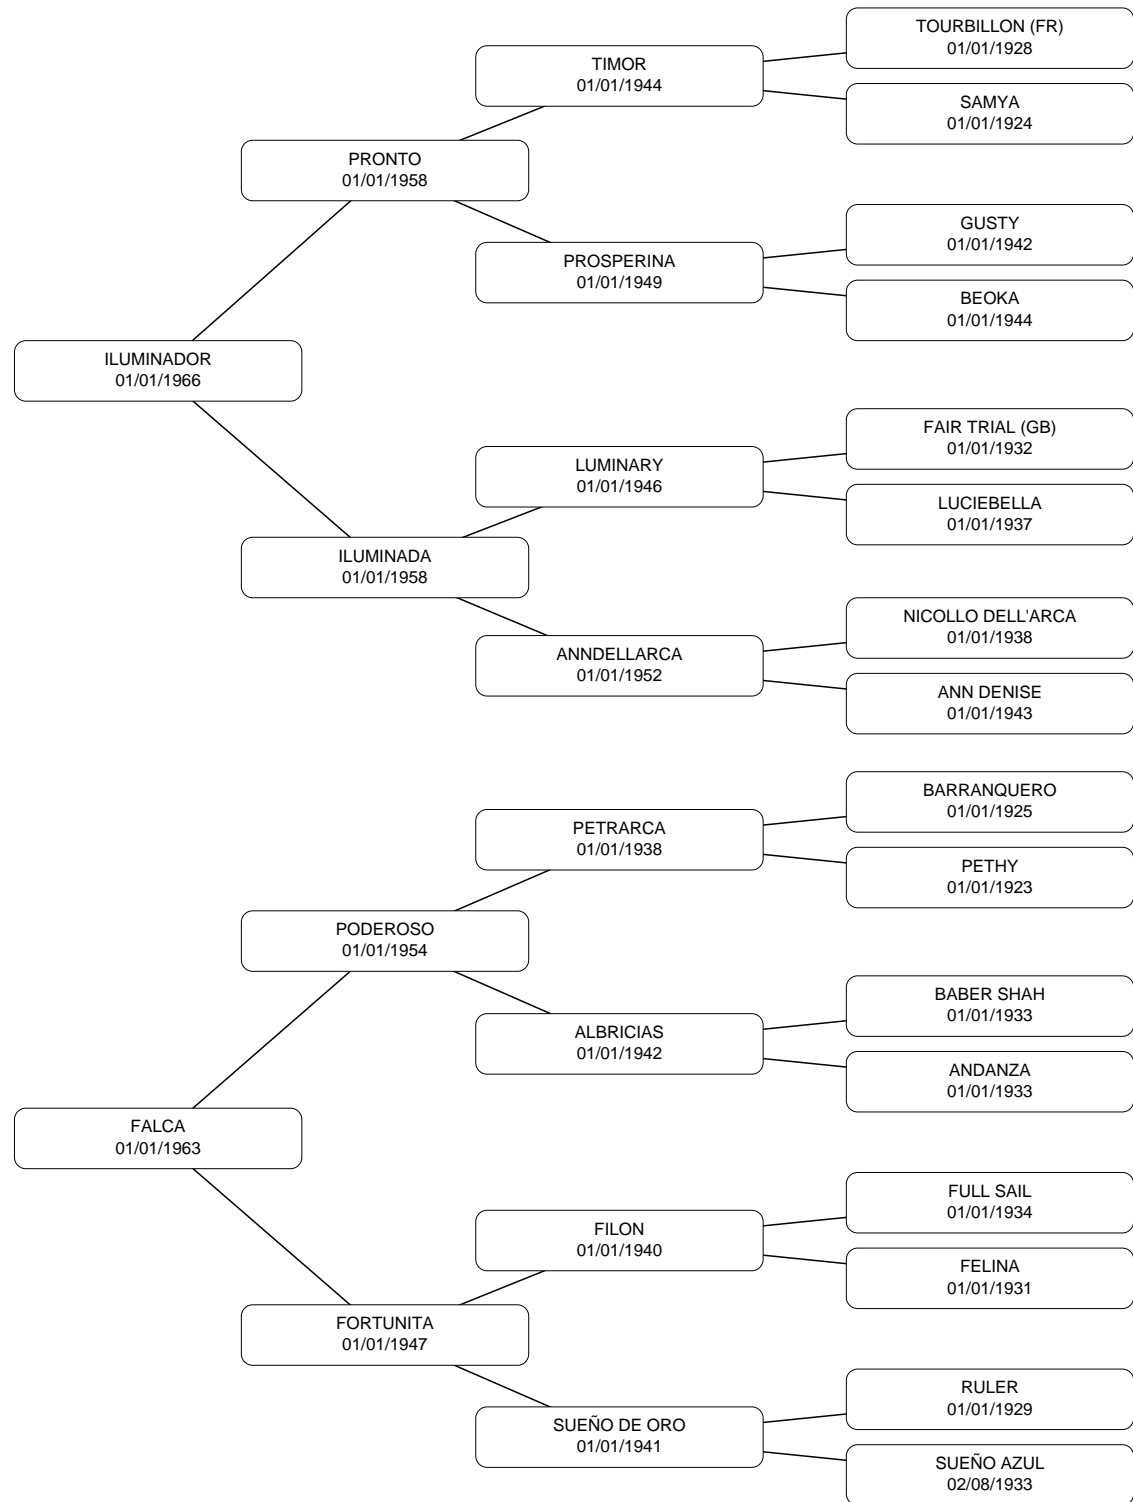 TOURBILLON (FR)
01/01/1928
TIMOR
01/01/1944
SAMYA
01/01/1924
PRONTO
01/01/1958
GUSTY
01/01/1942
PROSPERINA
01/01/1949
BEOKA
01/01/1944
ILUMINADOR
01/01/1966
FAIR TRIAL (GB)
01/01/1932
LUMINARY
01/01/1946
LUCIEBELLA
01/01/1937
ILUMINADA
01/01/1958
NICOLLO DELL'ARCA
01/01/1938
ANNDELLARCA
01/01/1952
ANN DENISE
01/01/1943
BARRANQUERO
01/01/1925
PETRARCA
01/01/1938
PETHY
01/01/1923
PODEROSO
01/01/1954
BABER SHAH
01/01/1933
ALBRICIAS
01/01/1942
ANDANZA
01/01/1933
FALCA
01/01/1963
FULL SAIL
01/01/1934
FILON
01/01/1940
FELINA
01/01/1931
FORTUNITA
01/01/1947
RULER
01/01/1929
SUEÑO DE ORO
01/01/1941
SUEÑO AZUL
02/08/1933